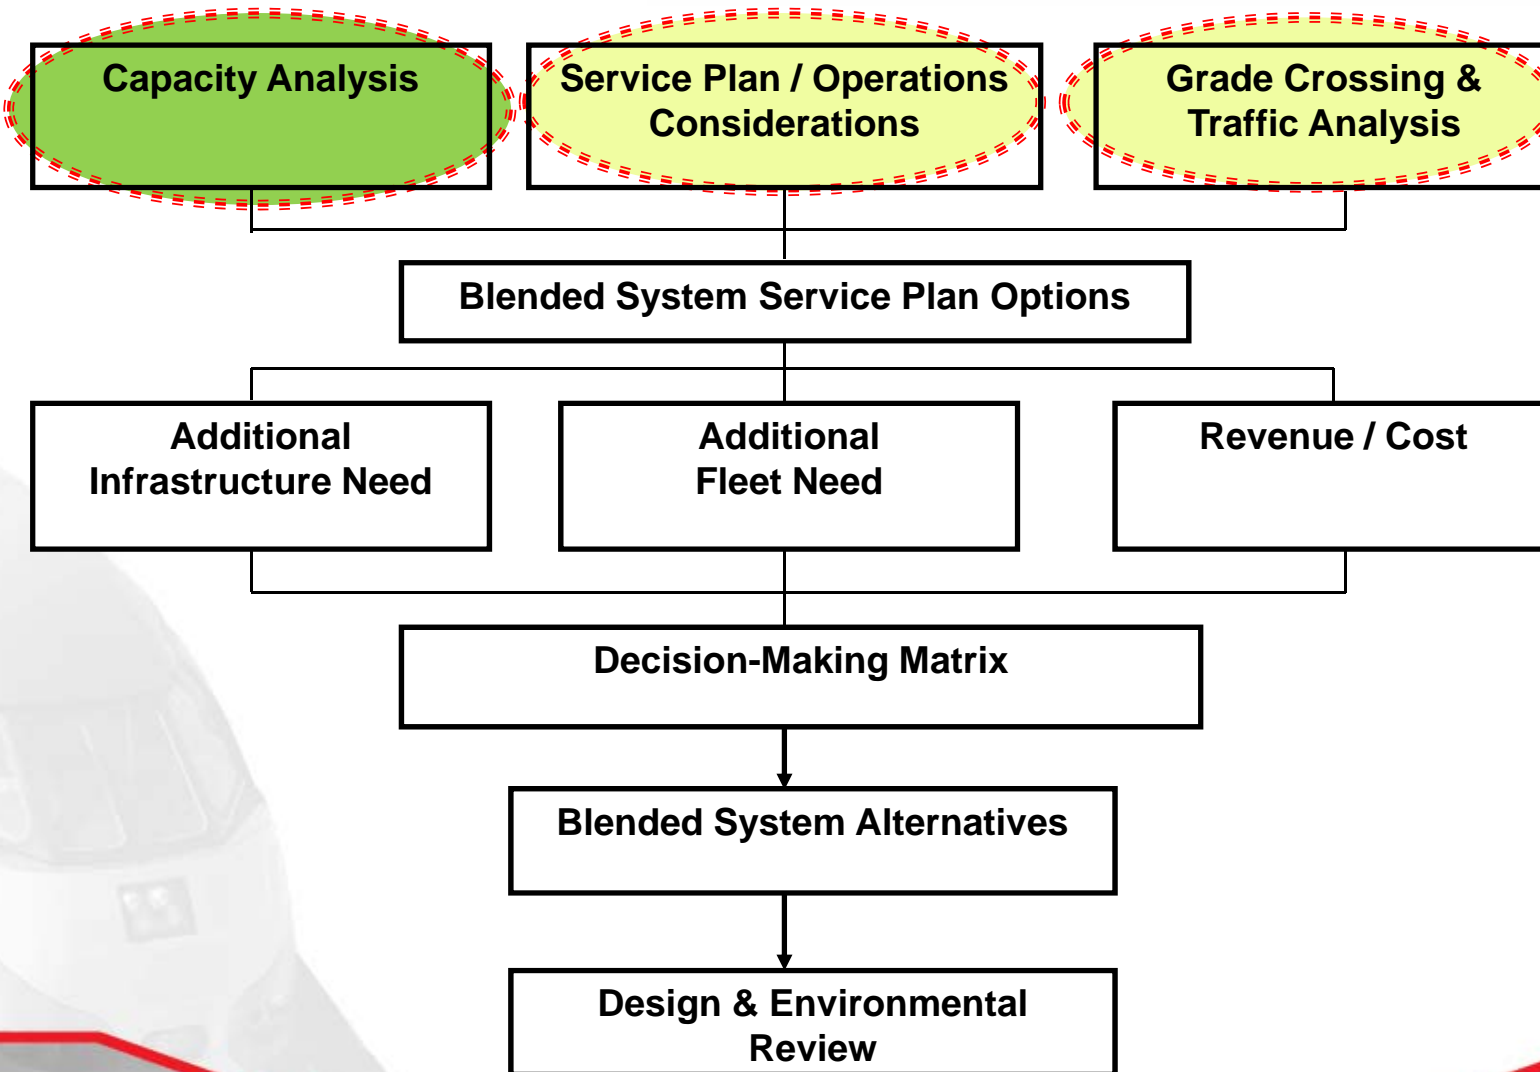 Capacity Analysis
Service Plan / Operations
Considerations
Grade Crossing &
Traffic Analysis
Blended System Service Plan Options
Additional
Infrastructure Need
Additional
Fleet Need
Revenue / Cost
Decision-Making Matrix
Blended System Alternatives
Design & Environmental
Review